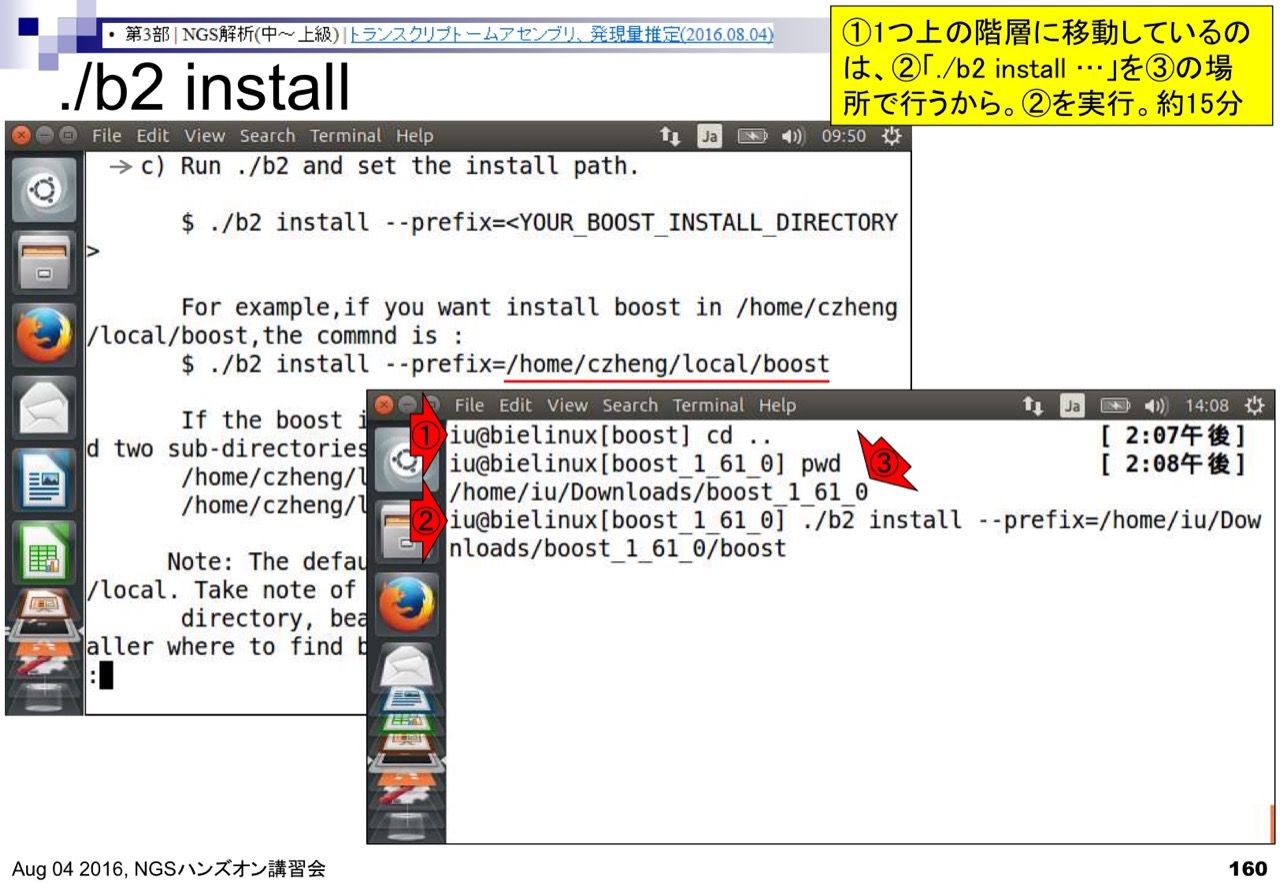 • 第3部 | NGS解析(中～上級) | トランスクリプトームアセンブリ、発現量推定(2016.08.04)
①1つ上の階層に移動しているの
は、②「./b2 install …」を③の場
所で行うから。②を実行。約15分
./b2 install
File Edit View Search Terminal Help Ja 09:50
c) Run ./b2 and set the install path.
$ ./b2 install --prefix=<YOUR_BOOST_INSTALL_DIRECTORY
>
For example,if you want install boost in /home/czheng
/local/boost,the commnd is :
$ ./b2 install --prefix=/home/czheng/local/boost
If the boost i
d two sub-directories
/home/czheng/l
/home/czheng/l
Note: The defau
/local. Take note of
directory, bea
aller where to find b
:
File Edit View Search Terminal Help Ja 14:08
① iu@bielinux[boost] cd .. [ 2:07午後]
iu@bielinux[boost_1_61_0] pwd ③ [ 2:08午後]
/home/iu/Downloads/boost_1_61_0
② iu@bielinux[boost_1_61_0] ./b2 install --prefix=/home/iu/Dow
nloads/boost_1_61_0/boost
Aug 04 2016, NGSハンズオン講習会
160